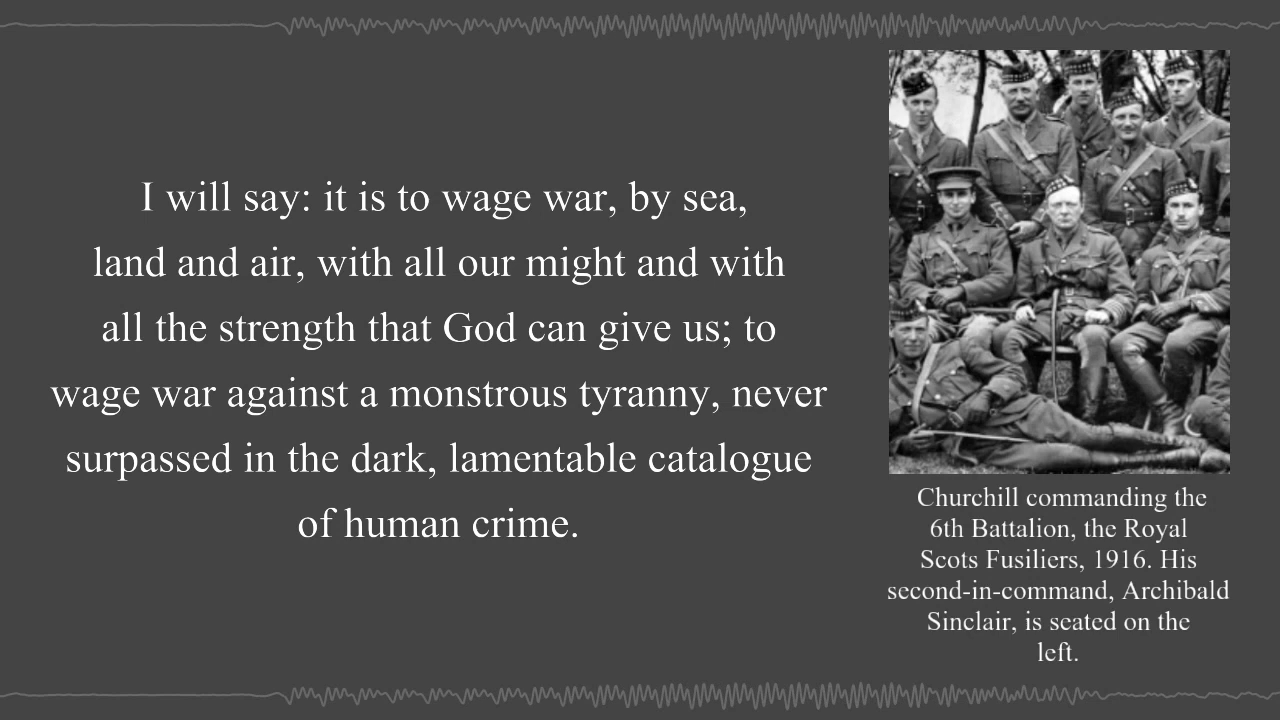 I will say: it is to wage war, by sea,
land and air, with all our might and with
all the strength that God can give us; to
wage war against a monstrous tyranny, never
surpassed in the dark, lamentable catalogue
of human crime.
Churchill commanding the
6th Battalion, the Royal
Scots Fusiliers, 1916. His
second-in-command, Archibald
Sinclair, is seated on the
left.